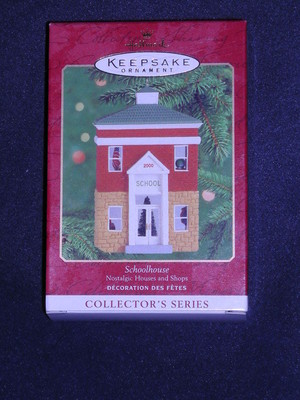 Hallmark
KEEPSAKE
ORNAMENT
2000
SCHOOL
Schoolhouse
Nostalgic Houses and Shops
DÉCORATION DES FÊTES
COLLECTOR'S SERIES